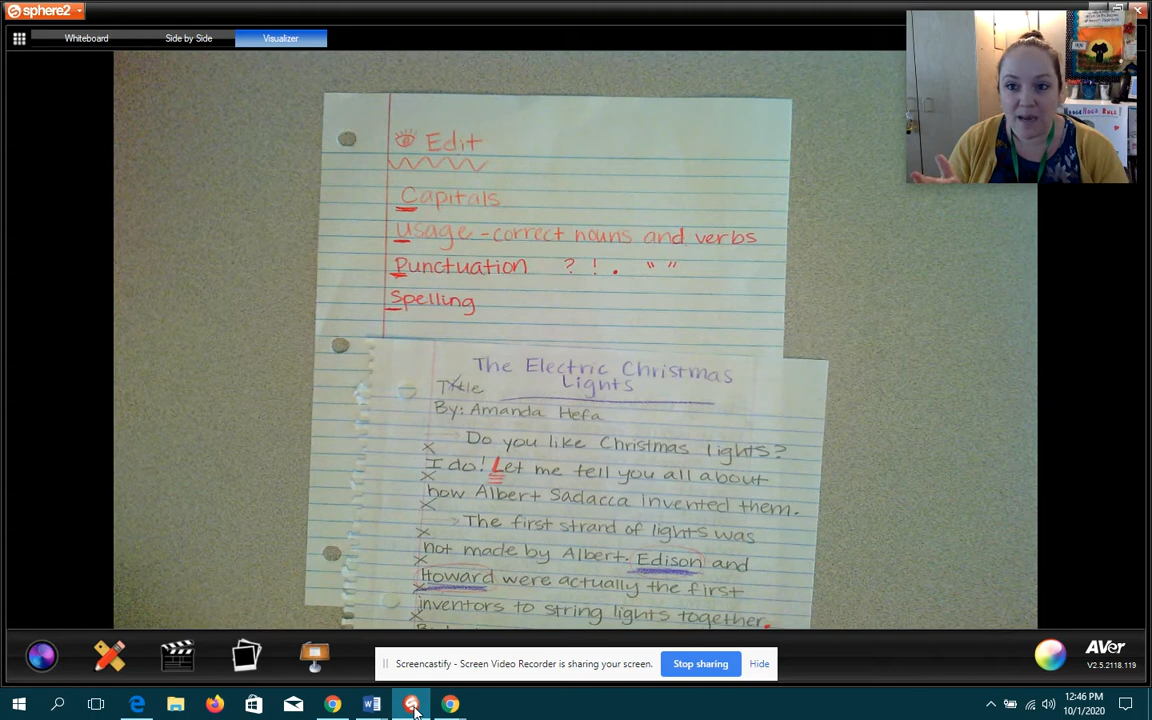 sphere2
Whiteboard
Side by Side
Visualizer
Edit
Capitals
Usage - correct nouns and verbs
Punctuation ? ! . “ ”
Spelling
The Electric Christmas
Lights
Title
By: Amanda Hefa
Do you like Christmas lights?
I do! Let me tell you all about
how Albert Sadacca invented them.
The first strand of lights was
not made by Albert. Edison and
Howard were actually the first
inventors to string lights together.
Screencastify - Screen Video Recorder is sharing your screen.
Stop sharing
Hide
AVer
V2.5.2118.119
12:46 PM
10/1/2020